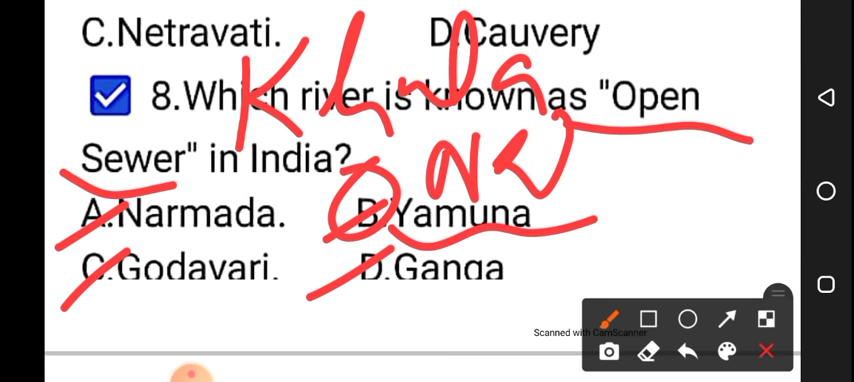 C.Netravati. D.Cauvery
8.Which river is known as "Open
Sewer" in India?
A.Narmada. B.Yamuna
C.Godavari. D.Ganga
Scanned with CamScanner